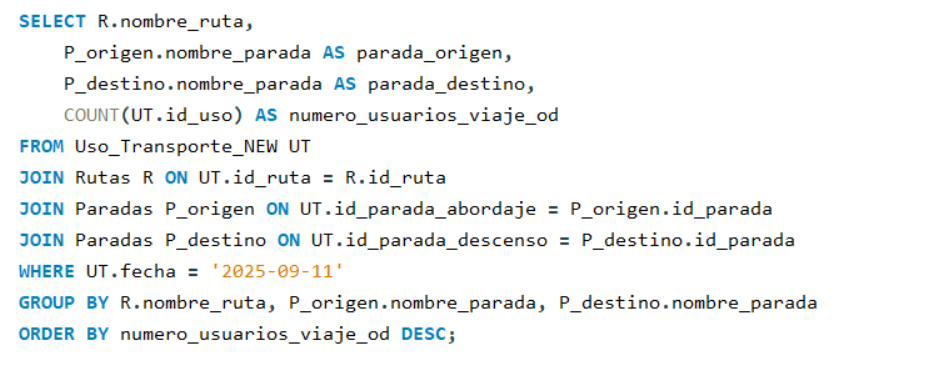 SELECT R.nombre_ruta,
    P_origen.nombre_parada AS parada_origen,
    P_destino.nombre_parada AS parada_destino,
    COUNT(UT.id_uso) AS numero_usuarios_viaje_od
FROM Uso_Transporte_NEW UT
JOIN Rutas R ON UT.id_ruta = R.id_ruta
JOIN Paradas P_origen ON UT.id_parada_abordaje = P_origen.id_parada
JOIN Paradas P_destino ON UT.id_parada_descenso = P_destino.id_parada
WHERE UT.fecha = '2025-09-11'
GROUP BY R.nombre_ruta, P_origen.nombre_parada, P_destino.nombre_parada
ORDER BY numero_usuarios_viaje_od DESC;